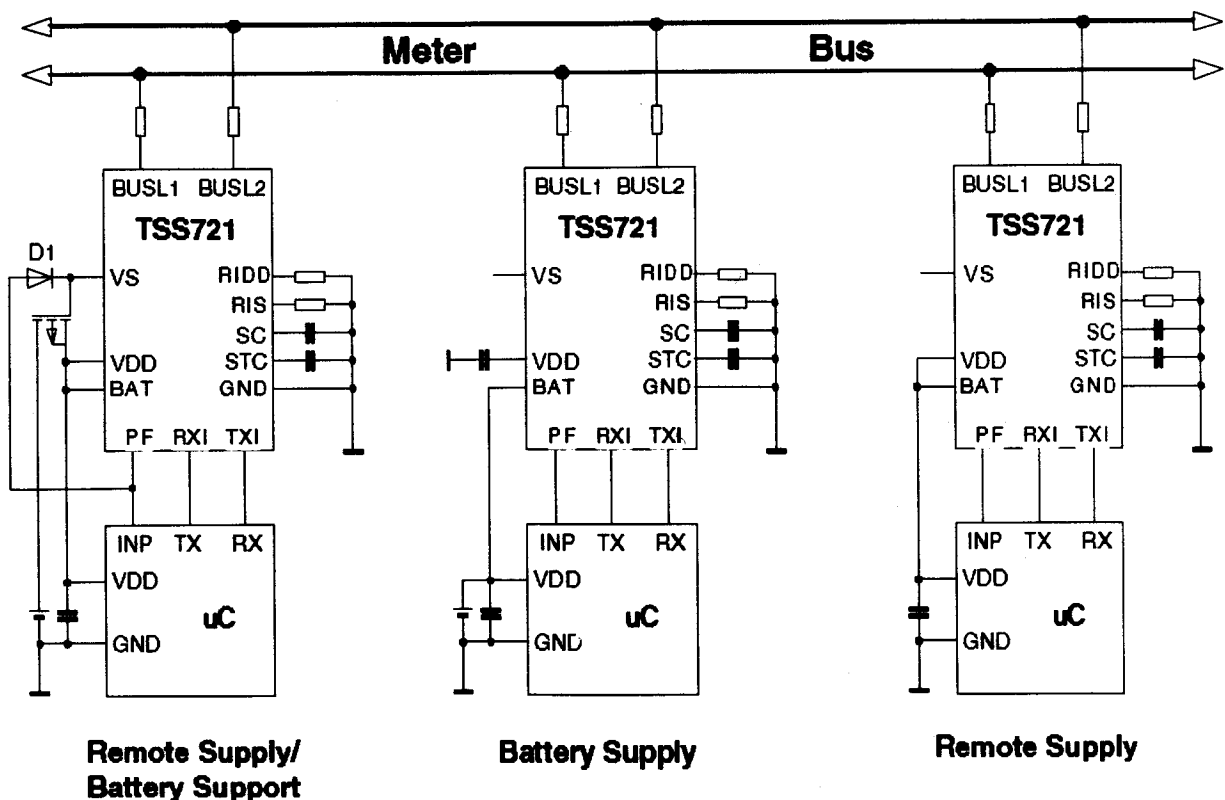 Meter Bus
BUSL1 BUSL2
TSS721
D1
VS
RIDD
RIS
SC
VDD
STC
BAT
GND
PF RXI TXI
INP TX RX
VDD
uC
GND
Remote Supply/
Battery Support
BUSL1 BUSL2
TSS721
VS
RIDD
RIS
SC
VDD
STC
BAT
GND
PF RXI TXI
INP TX RX
VDD
uC
GND
Battery Supply
BUSL1 BUSL2
TSS721
VS
RIDD
RIS
SC
VDD
STC
BAT
GND
PF RXI TXI
INP TX RX
VDD
uC
GND
Remote Supply